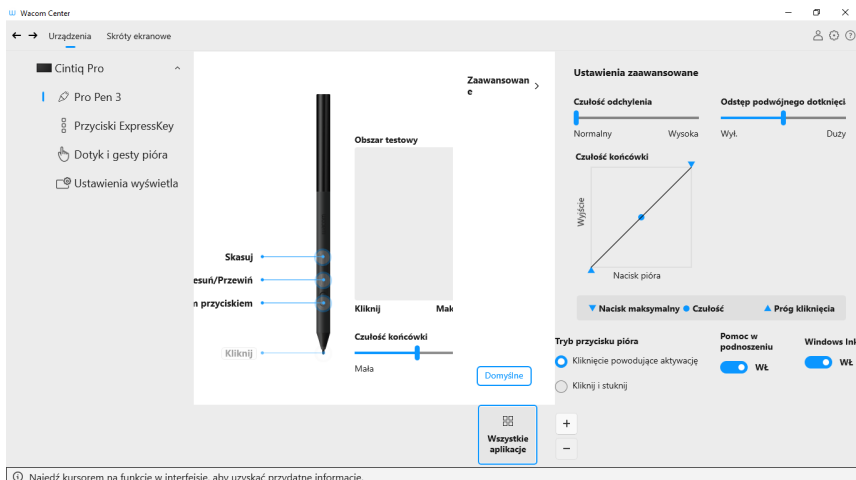 Wacom Center
Urządzenia Skróty ekranowe
Cintiq Pro
Pro Pen 3
Przyciski ExpressKey
Dotyk i gesty pióra
Ustawienia wyświetla
Zaawansowan
e
Obszar testowy
Skasuj
esuń/Przewiń
n przyciskiem
Kliknij
Kliknij Mak
Czułość końcówki
Mała
Domyślne
Wszystkie
aplikacje
Ustawienia zaawansowane
Czułość odchylenia
Normalny Wysoka
Odstęp podwójnego dotknięci
Wył. Duży
Czułość końcówki
Wyjście
Nacisk pióra
Nacisk maksymalny Czułość Próg kliknięcia
Tryb przycisku pióra
Kliknięcie powodujące aktywację
Kliknij i stuknij
Pomoc w
podnoszeniu
WŁ
Windows Ink
WŁ
+
−
Najedź kursorem na funkcję w interfejsie, aby uzyskać przydatne informacje.